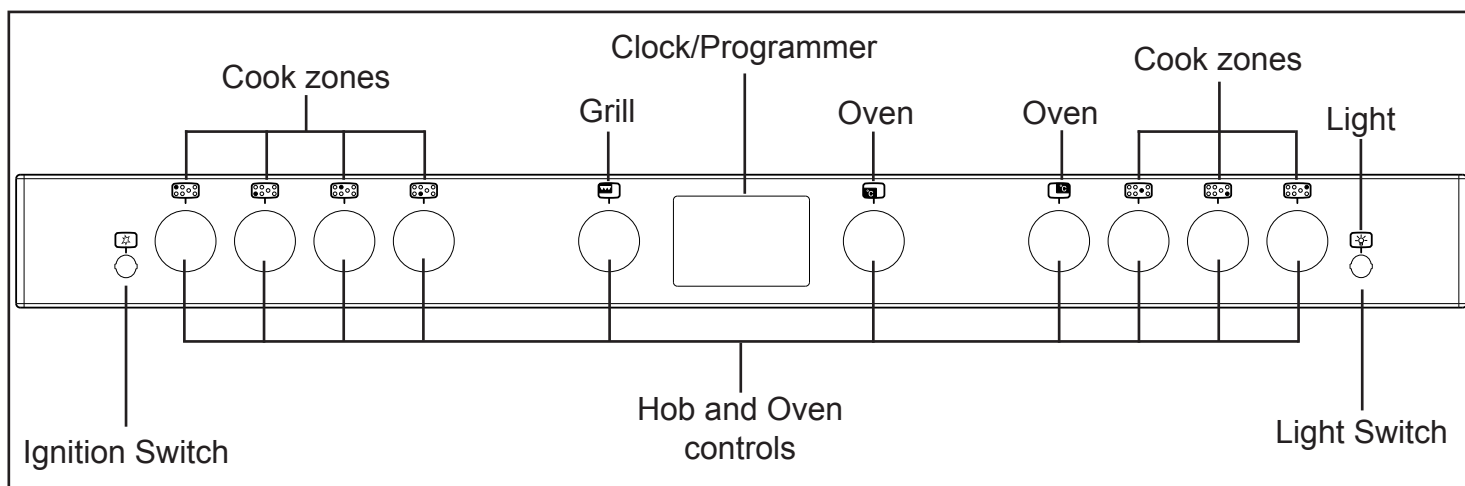 Clock/Programmer
Cook zones
Cook zones
Grill
Oven
Oven
Light
°C
°C
Hob and Oven
controls
Ignition Switch
Light Switch